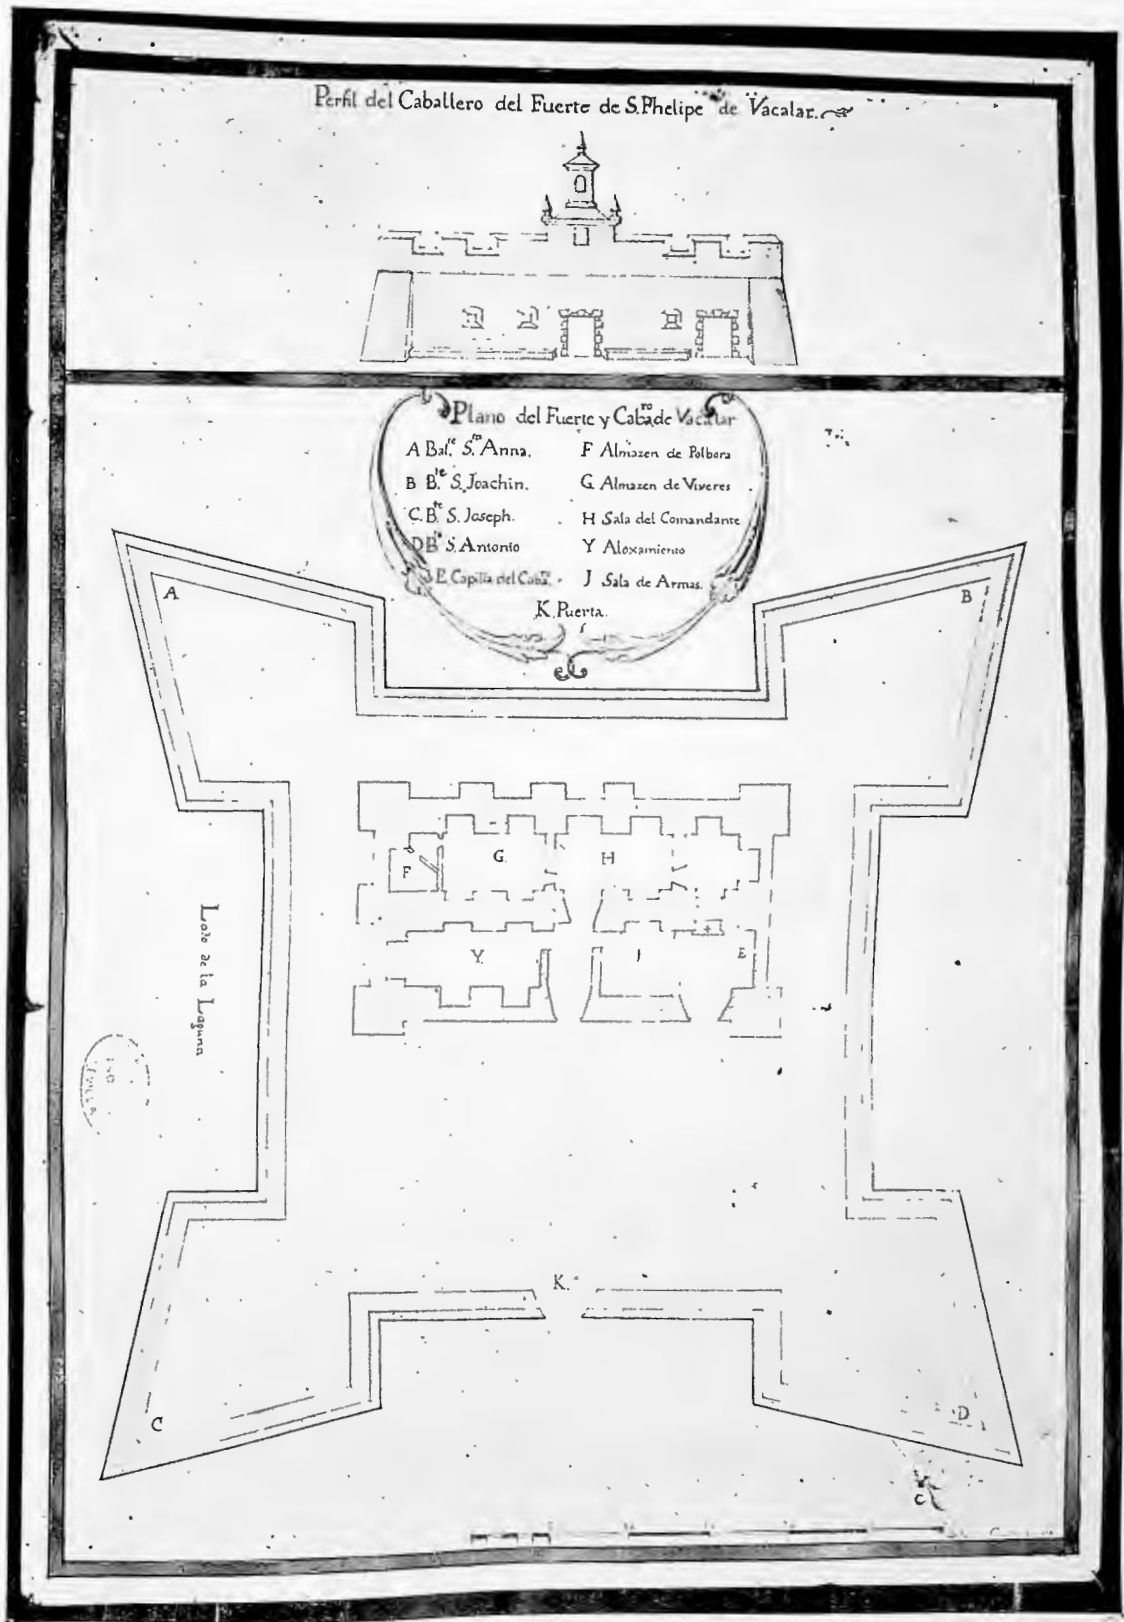 Perfil del Caballero del Fuerte de S. Phelipe de Vacalar.
Plano del Fuerte y Cab.ro de Vacalar
A Bal.te S.ta Anna.
B B.te S. Joachin.
C. B.te S. Joseph.
D B.te S. Antonio
E. Capilla del Caba.ro
F Almazen de Polbora
G Almazen de Viveres
H Sala del Comandante
Y Aloxamiento
J Sala de Armas.
K. Puerta.
A
B
F
G.
H
Y.
J
E
Lado de la Laguna
SEVILLA
K.
C
D